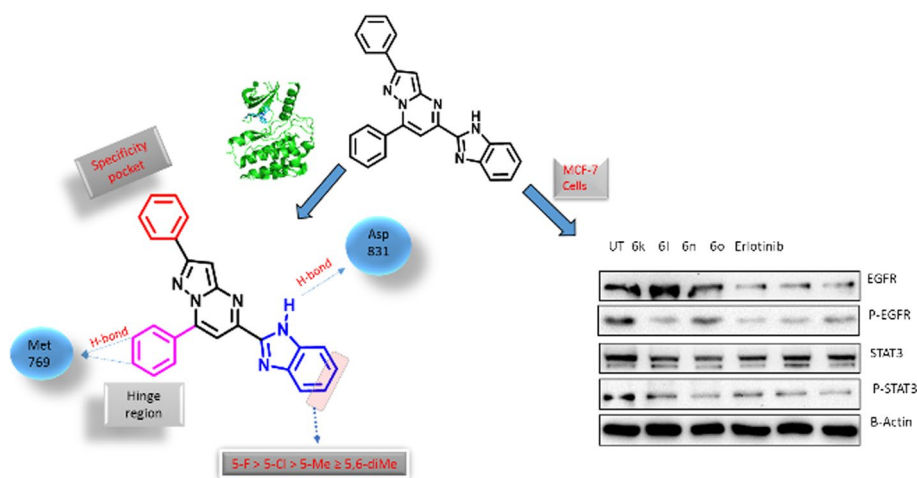 N
N
N
N
H
N
MCF-7
Cells
Specificity
pocket
Asp
831
H-bond
N
N
N
H
N
N
Met
769
H-bond
Hinge
region
5-F > 5-Cl > 5-Me ≥ 5,6-diMe
UT 6k 6l 6n 6o Erlotinib
EGFR
P-EGFR
STAT3
P-STAT3
B-Actin